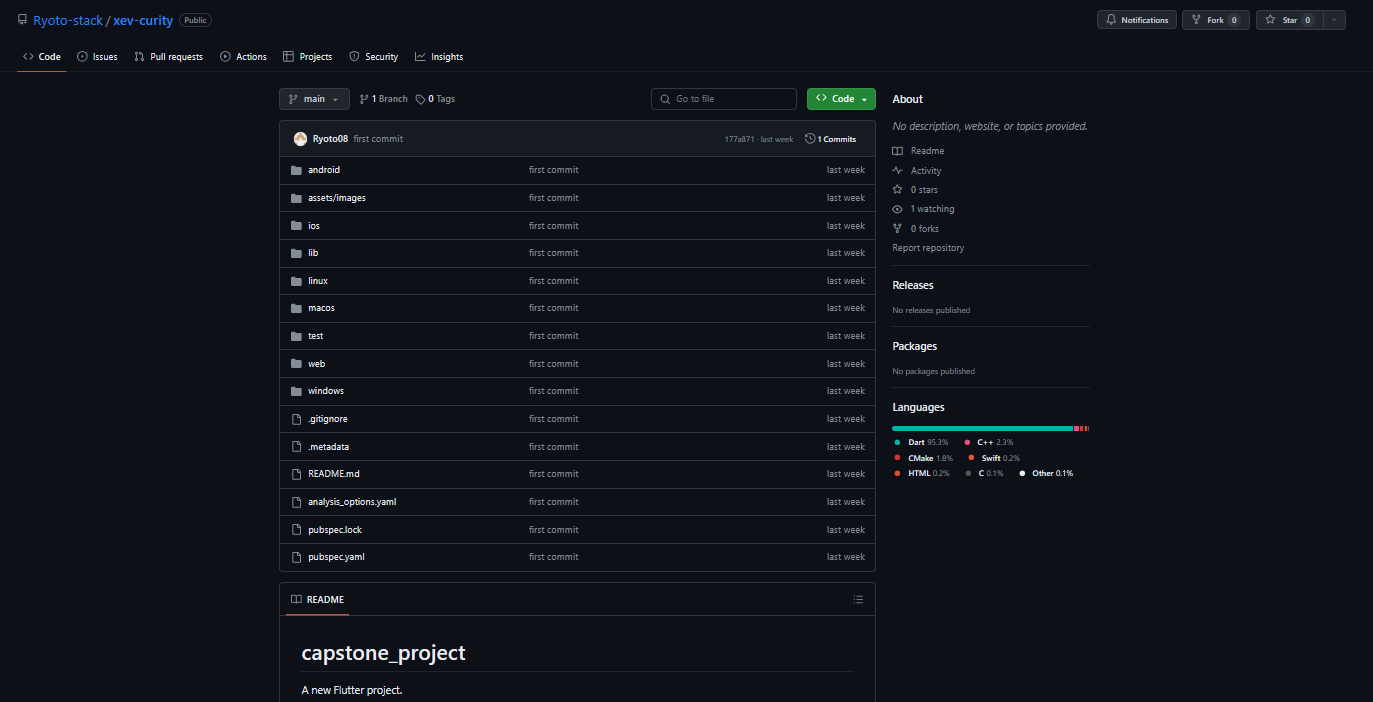 Ryoto-stack / xev-curity Public
Notifications Fork 0 Star 0
Code Issues Pull requests Actions Projects Security Insights
main 1 Branch 0 Tags Go to file Code
Ryoto08 first commit 177a871 · last week 1 Commits
android first commit last week
assets/images first commit last week
ios first commit last week
lib first commit last week
linux first commit last week
macos first commit last week
test first commit last week
web first commit last week
windows first commit last week
.gitignore first commit last week
.metadata first commit last week
README.md first commit last week
analysis_options.yaml first commit last week
pubspec.lock first commit last week
pubspec.yaml first commit last week
README
capstone_project
A new Flutter project.
About
No description, website, or topics provided.
Readme
Activity
0 stars
1 watching
0 forks
Report repository
Releases
No releases published
Packages
No packages published
Languages
Dart 95.3% C++ 2.3%
CMake 1.8% Swift 0.2%
HTML 0.2% C 0.1% Other 0.1%